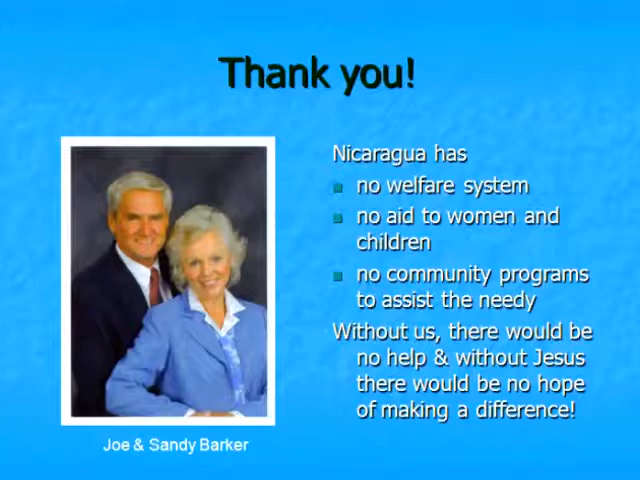 Thank you!
Nicaragua has
no welfare system
no aid to women and
children
no community programs
to assist the needy
Without us, there would be
no help & without Jesus
there would be no hope
of making a difference!
Joe & Sandy Barker